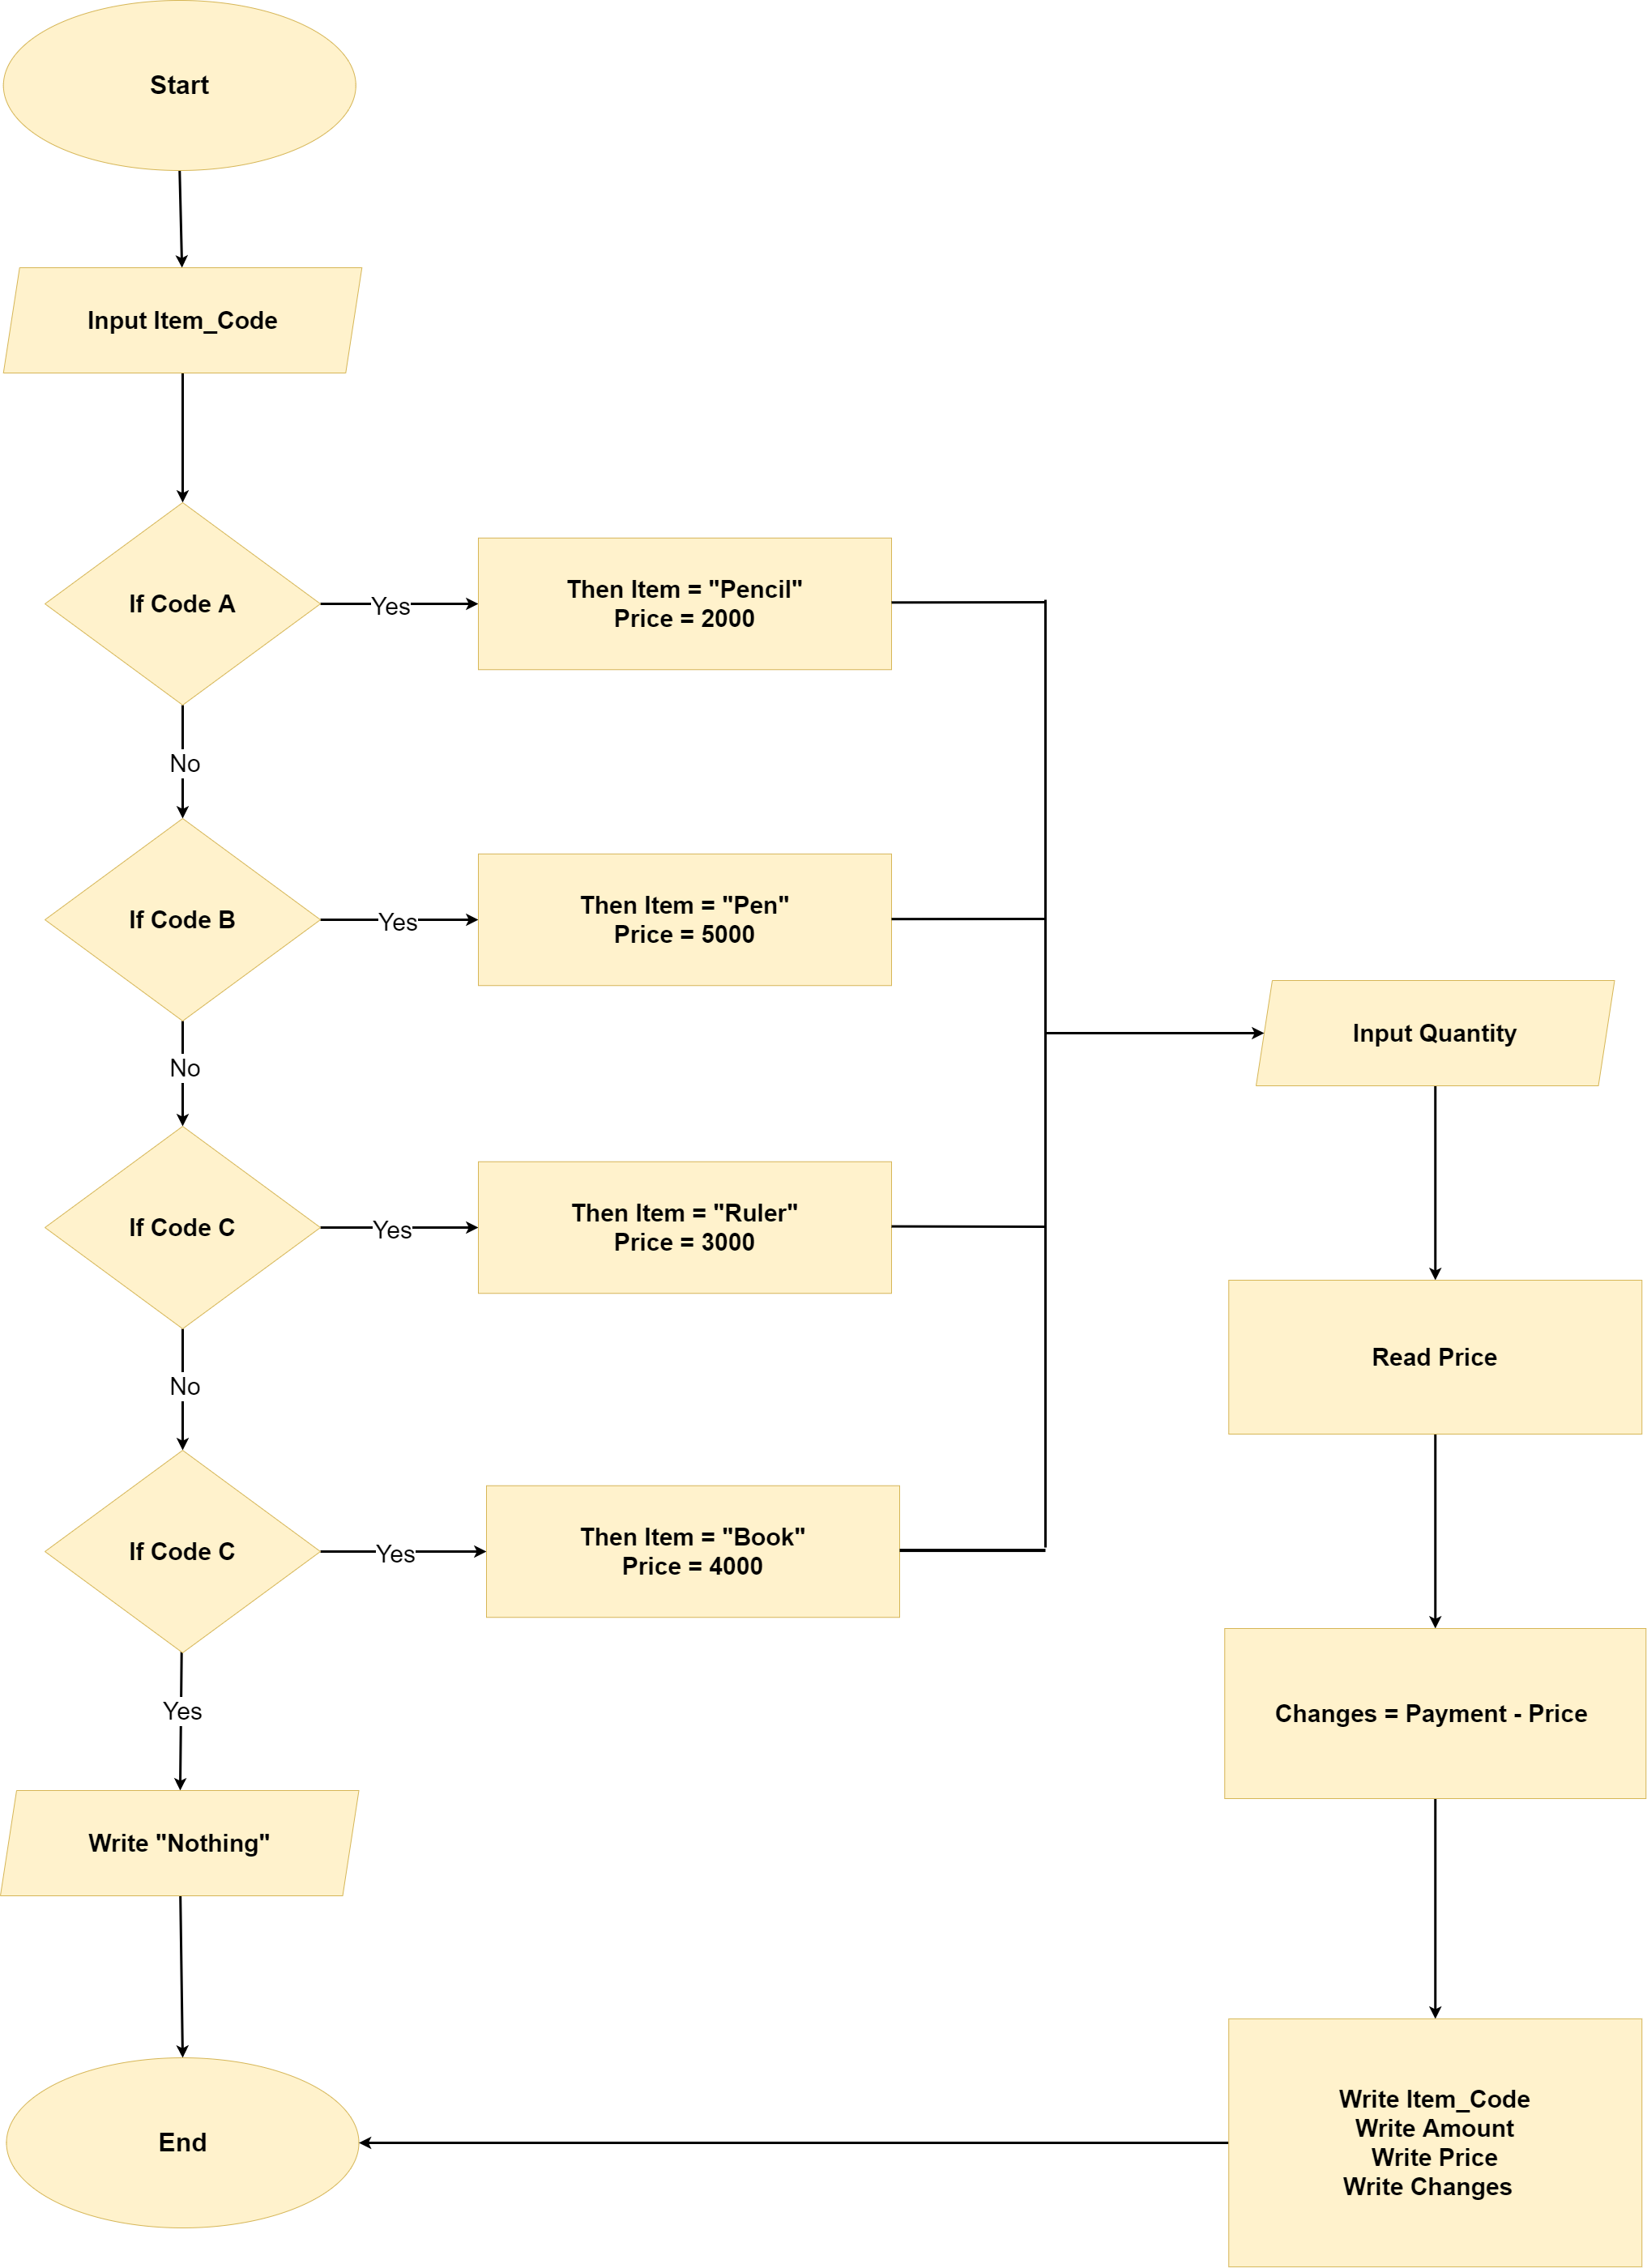 Start
Input Item_Code
If Code A
Yes
Then Item = "Pencil"
Price = 2000
No
If Code B
Yes
Then Item = "Pen"
Price = 5000
No
If Code C
Yes
Then Item = "Ruler"
Price = 3000
No
If Code C
Yes
Then Item = "Book"
Price = 4000
Yes
Write "Nothing"
End
Input Quantity
Read Price
Changes = Payment - Price
Write Item_Code
Write Amount
Write Price
Write Changes